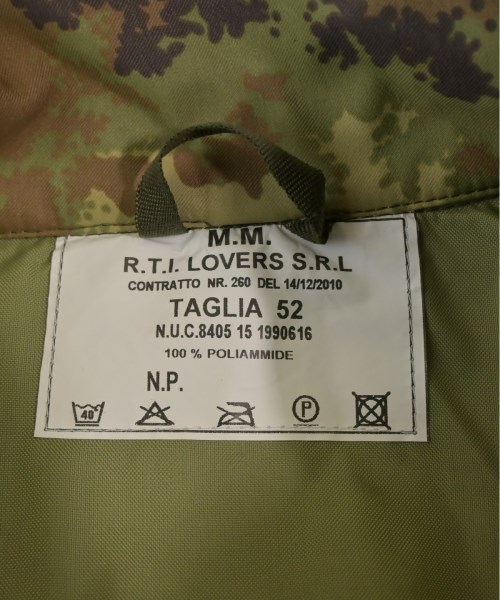 M.M.
R.T.I. LOVERS S.R.L
CONTRATTO NR. 260 DEL 14/12/2010
TAGLIA 52
N.U.C.8405 15 1990616
100 % POLIAMMIDE
N.P.
40° P